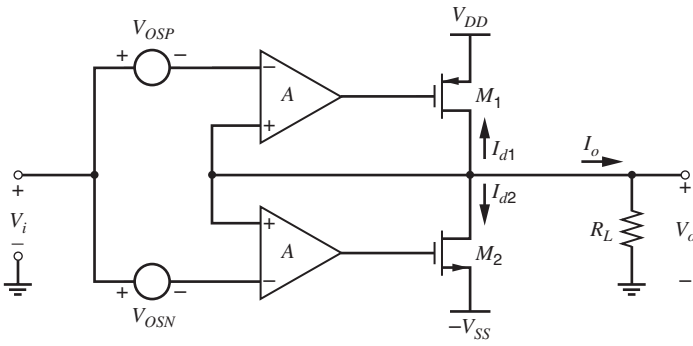 V_OSP
V_DD
+ −
−
A
M_1
+
I_d1
I_o
+
+
V_i
I_d2
R_L
V_o
−
+
A
M_2
−
−
+ −
V_OSN
−V_SS